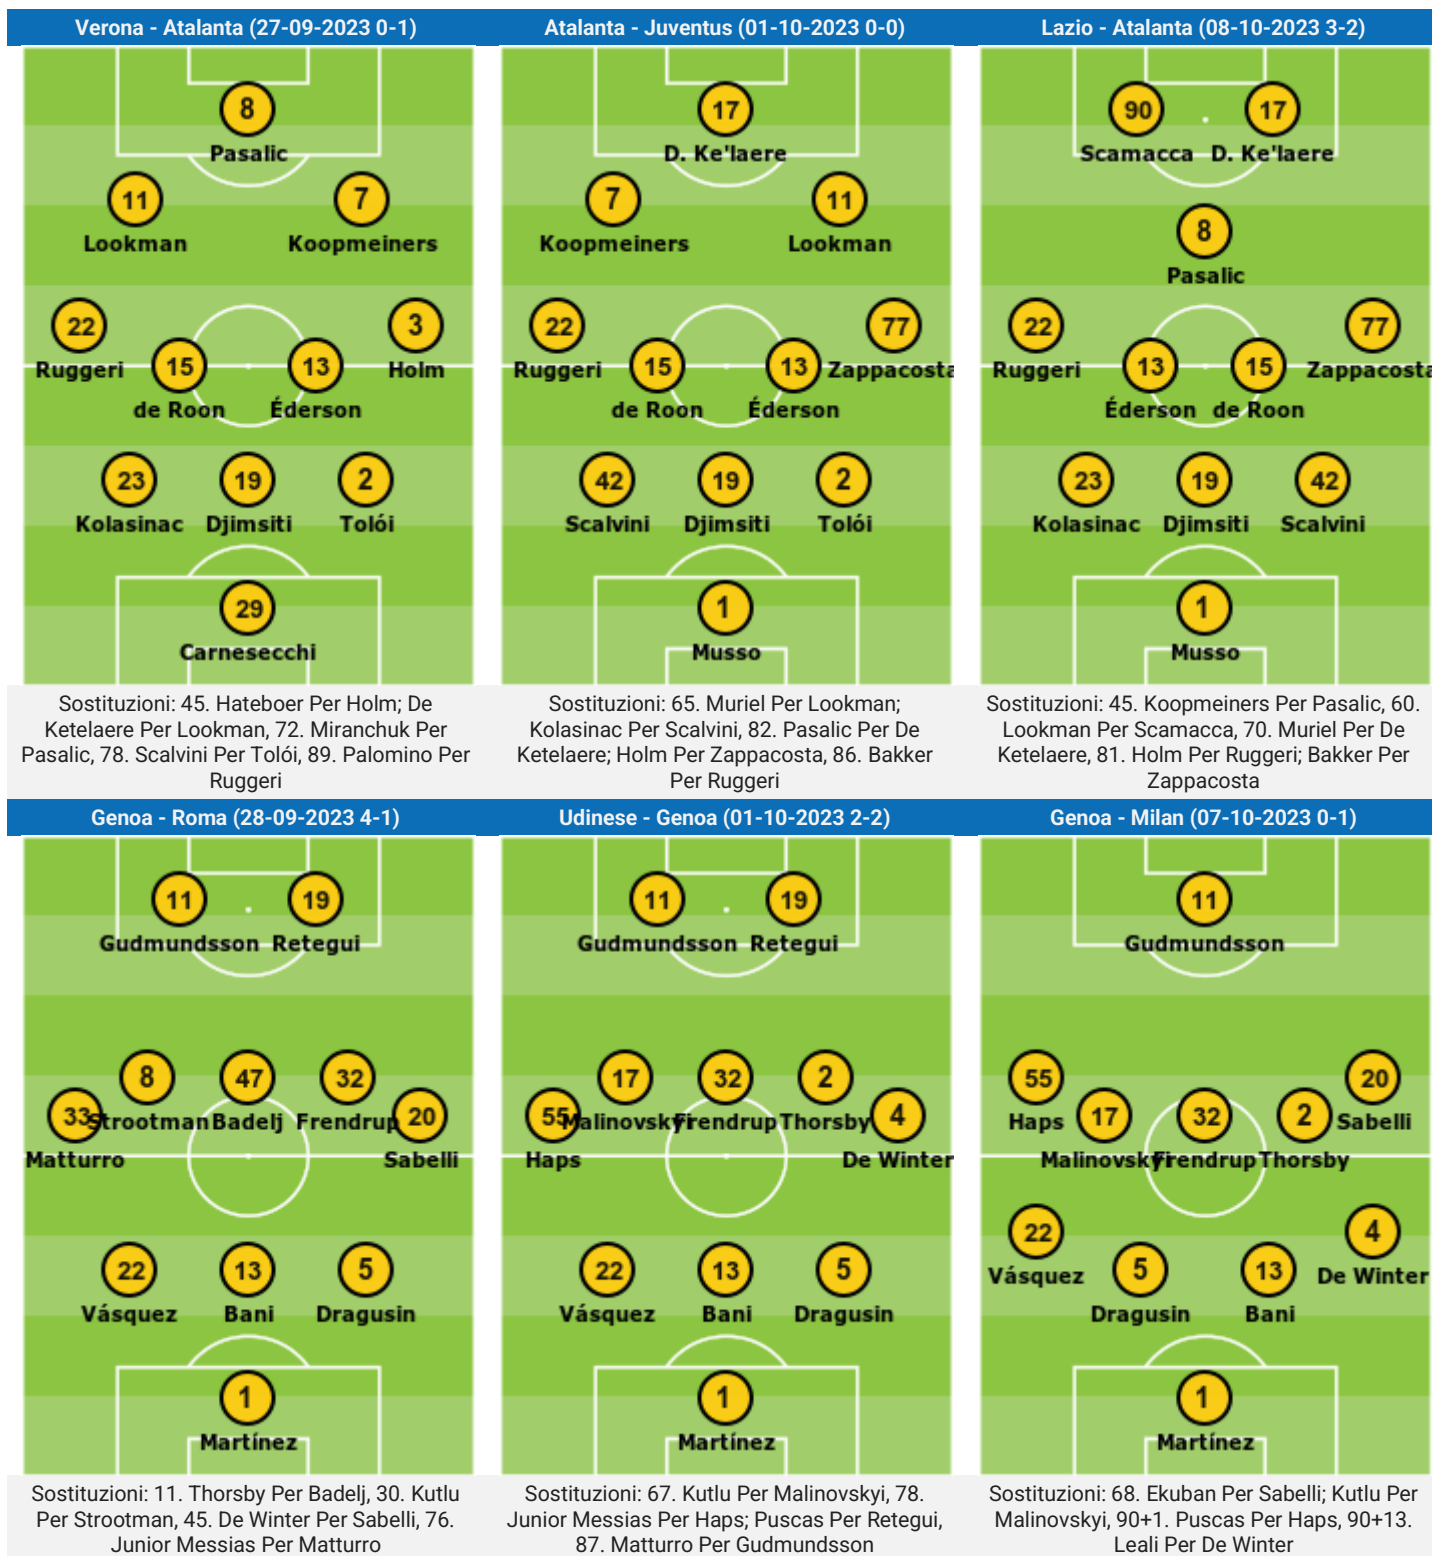 Verona - Atalanta (27-09-2023 0-1)
8
Pasalic
11
7
Lookman
Koopmeiners
22
3
Ruggeri
15
13
Holm
de Roon
Éderson
23
19
2
Kolasinac
Djimsiti
Tolói
29
Carnesecchi
Sostituzioni: 45. Hateboer Per Holm; De
Ketelaere Per Lookman, 72. Miranchuk Per
Pasalic, 78. Scalvini Per Tolói, 89. Palomino Per
Ruggeri
Atalanta - Juventus (01-10-2023 0-0)
17
D. Ke'laere
7
11
Koopmeiners
Lookman
22
77
Ruggeri
15
13
Zappacosta
de Roon
Éderson
42
19
2
Scalvini
Djimsiti
Tolói
1
Musso
Sostituzioni: 65. Muriel Per Lookman;
Kolasinac Per Scalvini, 82. Pasalic Per De
Ketelaere; Holm Per Zappacosta, 86. Bakker
Per Ruggeri
Lazio - Atalanta (08-10-2023 3-2)
90
17
Scamacca
D. Ke'laere
8
Pasalic
22
77
Ruggeri
13
15
Zappacosta
Éderson
de Roon
23
19
42
Kolasinac
Djimsiti
Scalvini
1
Musso
Sostituzioni: 45. Koopmeiners Per Pasalic, 60.
Lookman Per Scamacca, 70. Muriel Per De
Ketelaere, 81. Holm Per Ruggeri; Bakker Per
Zappacosta
Genoa - Roma (28-09-2023 4-1)
11
19
Gudmundsson
Retegui
8
47
32
33
Strootman
Badelj
Frendrup
20
Matturro
Sabelli
22
13
5
Vásquez
Bani
Dragusin
1
Martínez
Sostituzioni: 11. Thorsby Per Badelj, 30. Kutlu
Per Strootman, 45. De Winter Per Sabelli, 76.
Junior Messias Per Matturro
Udinese - Genoa (01-10-2023 2-2)
11
19
Gudmundsson
Retegui
17
32
2
55
Malinovskyi
Frendrup
Thorsby
4
Haps
De Winter
22
13
5
Vásquez
Bani
Dragusin
1
Martínez
Sostituzioni: 67. Kutlu Per Malinovskyi, 78.
Junior Messias Per Haps; Puscas Per Retegui,
87. Matturro Per Gudmundsson
Genoa - Milan (07-10-2023 0-1)
11
Gudmundsson
55
20
Haps
17
32
2
Sabelli
Malinovskyi
Frendrup
Thorsby
22
4
Vásquez
5
13
De Winter
Dragusin
Bani
1
Martínez
Sostituzioni: 68. Ekuban Per Sabelli; Kutlu Per
Malinovskyi, 90+1. Puscas Per Haps, 90+13.
Leali Per De Winter